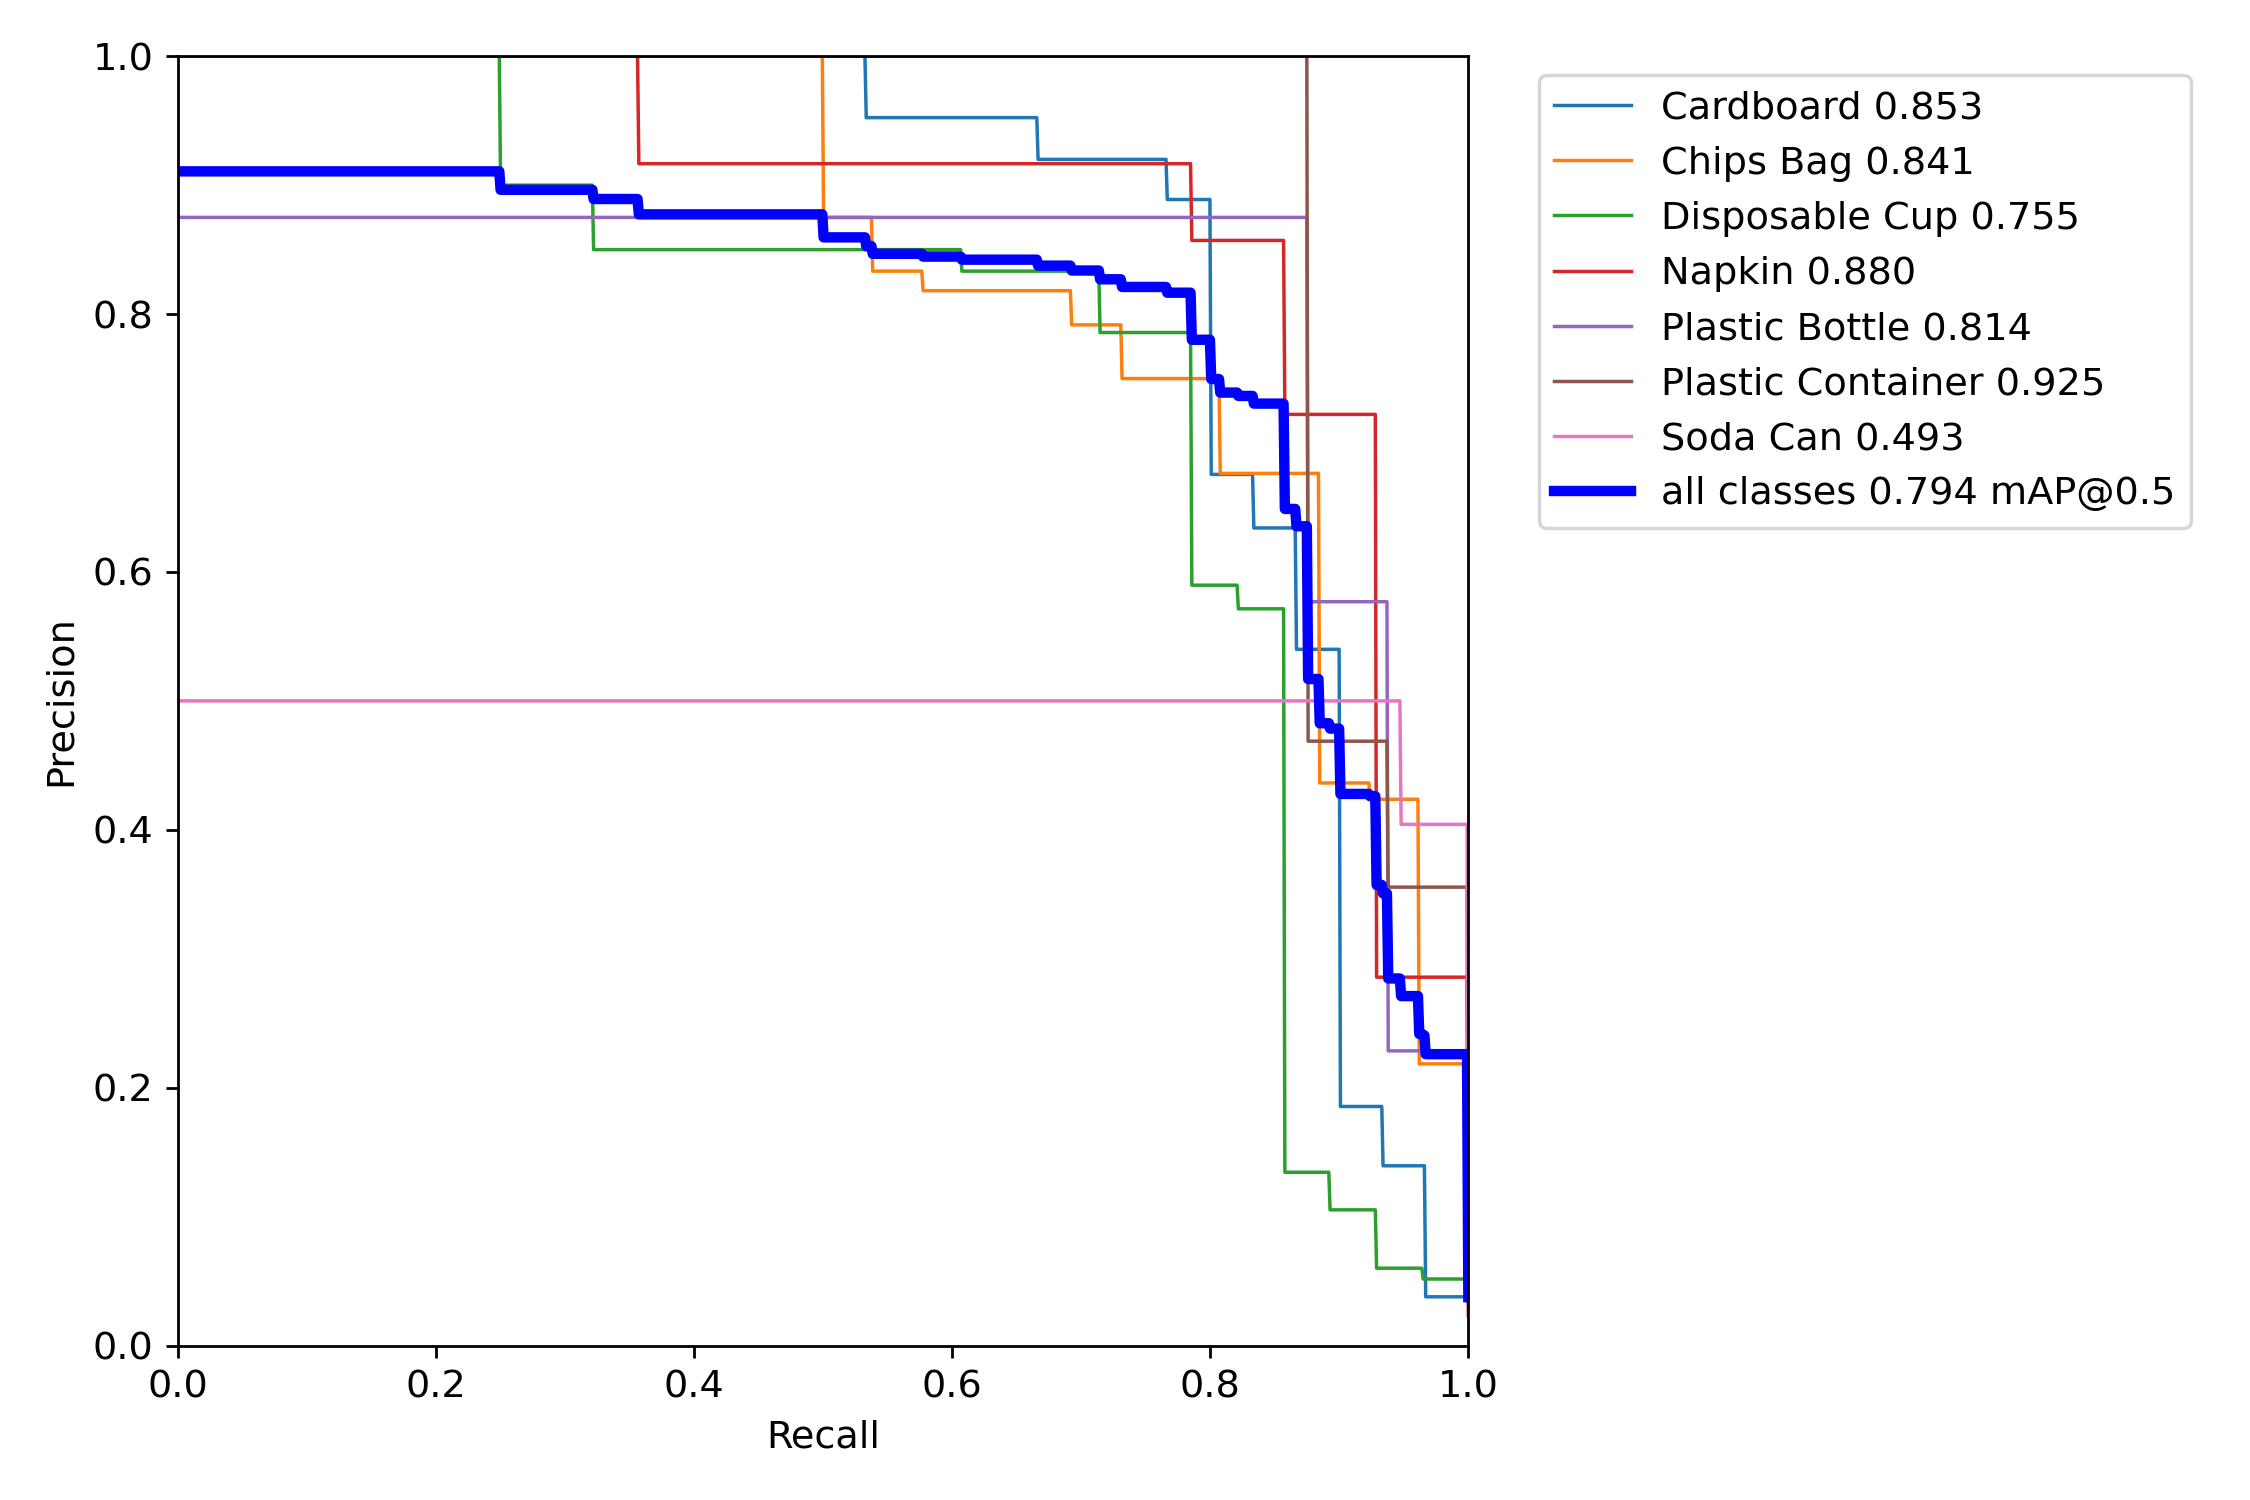 1.0
0.8
0.6
0.4
0.2
0.0
Precision
0.0 0.2 0.4 0.6 0.8 1.0
Recall
Cardboard 0.853
Chips Bag 0.841
Disposable Cup 0.755
Napkin 0.880
Plastic Bottle 0.814
Plastic Container 0.925
Soda Can 0.493
all classes 0.794 mAP@0.5